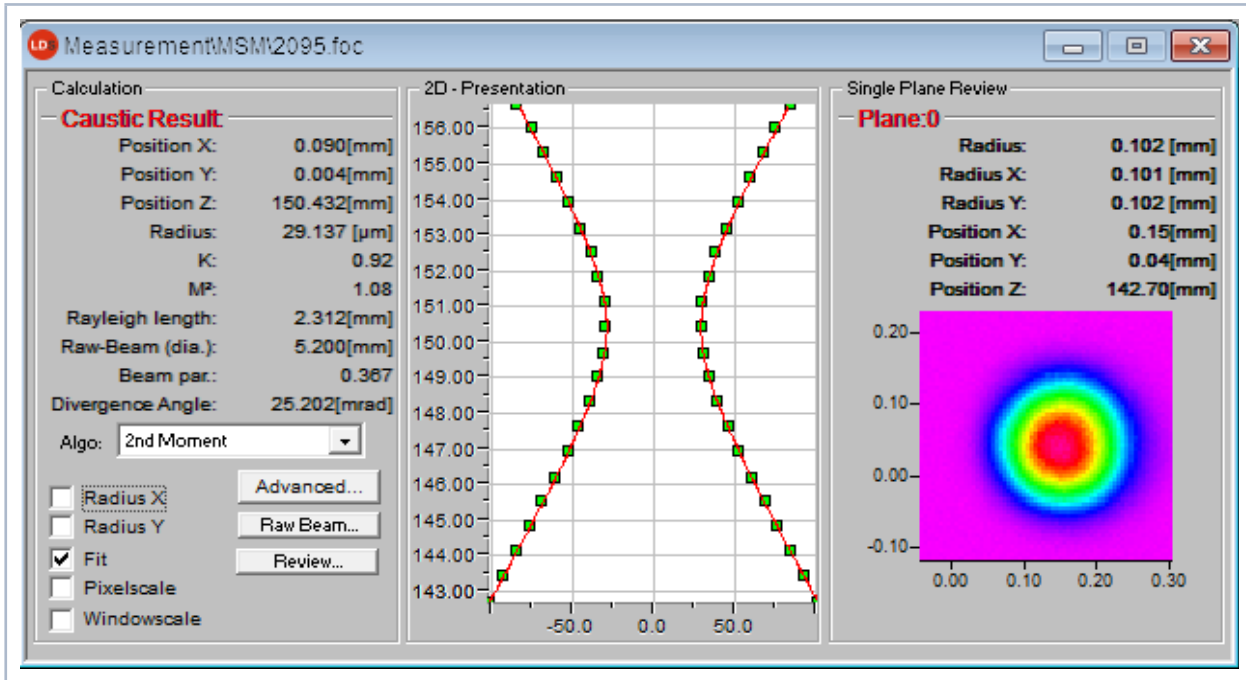 LDS Measurement\MSM\2095.foc
Calculation
Caustic Result:
Position X: 0.090[mm]
Position Y: 0.004[mm]
Position Z: 150.432[mm]
Radius: 29.137 [µm]
K: 0.92
M²: 1.08
Rayleigh length: 2.312[mm]
Raw-Beam (dia.): 5.200[mm]
Beam par.: 0.367
Divergence Angle: 25.202[mrad]
Algo: 2nd Moment
Radius X
Radius Y
Fit
Pixelscale
Windowscale
Advanced...
Raw Beam...
Review...
2D - Presentation
156.00
155.00
154.00
153.00
152.00
151.00
150.00
149.00
148.00
147.00
146.00
145.00
144.00
143.00
-50.0 0.0 50.0
Single Plane Review
Plane:0
Radius: 0.102 [mm]
Radius X: 0.101 [mm]
Radius Y: 0.102 [mm]
Position X: 0.15[mm]
Position Y: 0.04[mm]
Position Z: 142.70[mm]
0.20
0.10
0.00
-0.10
0.00 0.10 0.20 0.30